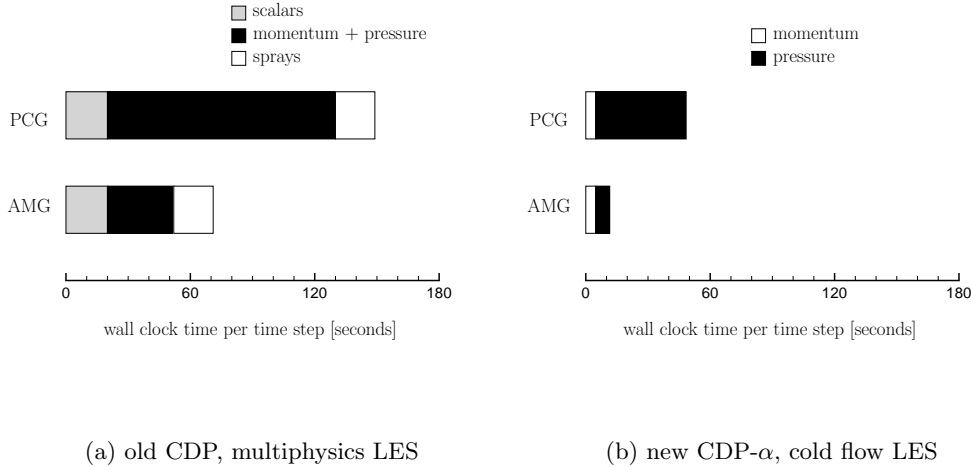 scalars
momentum + pressure
sprays
PCG
AMG
0 60 120 180
wall clock time per time step [seconds]
(a) old CDP, multiphysics LES
momentum
pressure
PCG
AMG
0 60 120 180
wall clock time per time step [seconds]
(b) new CDP-α, cold flow LES